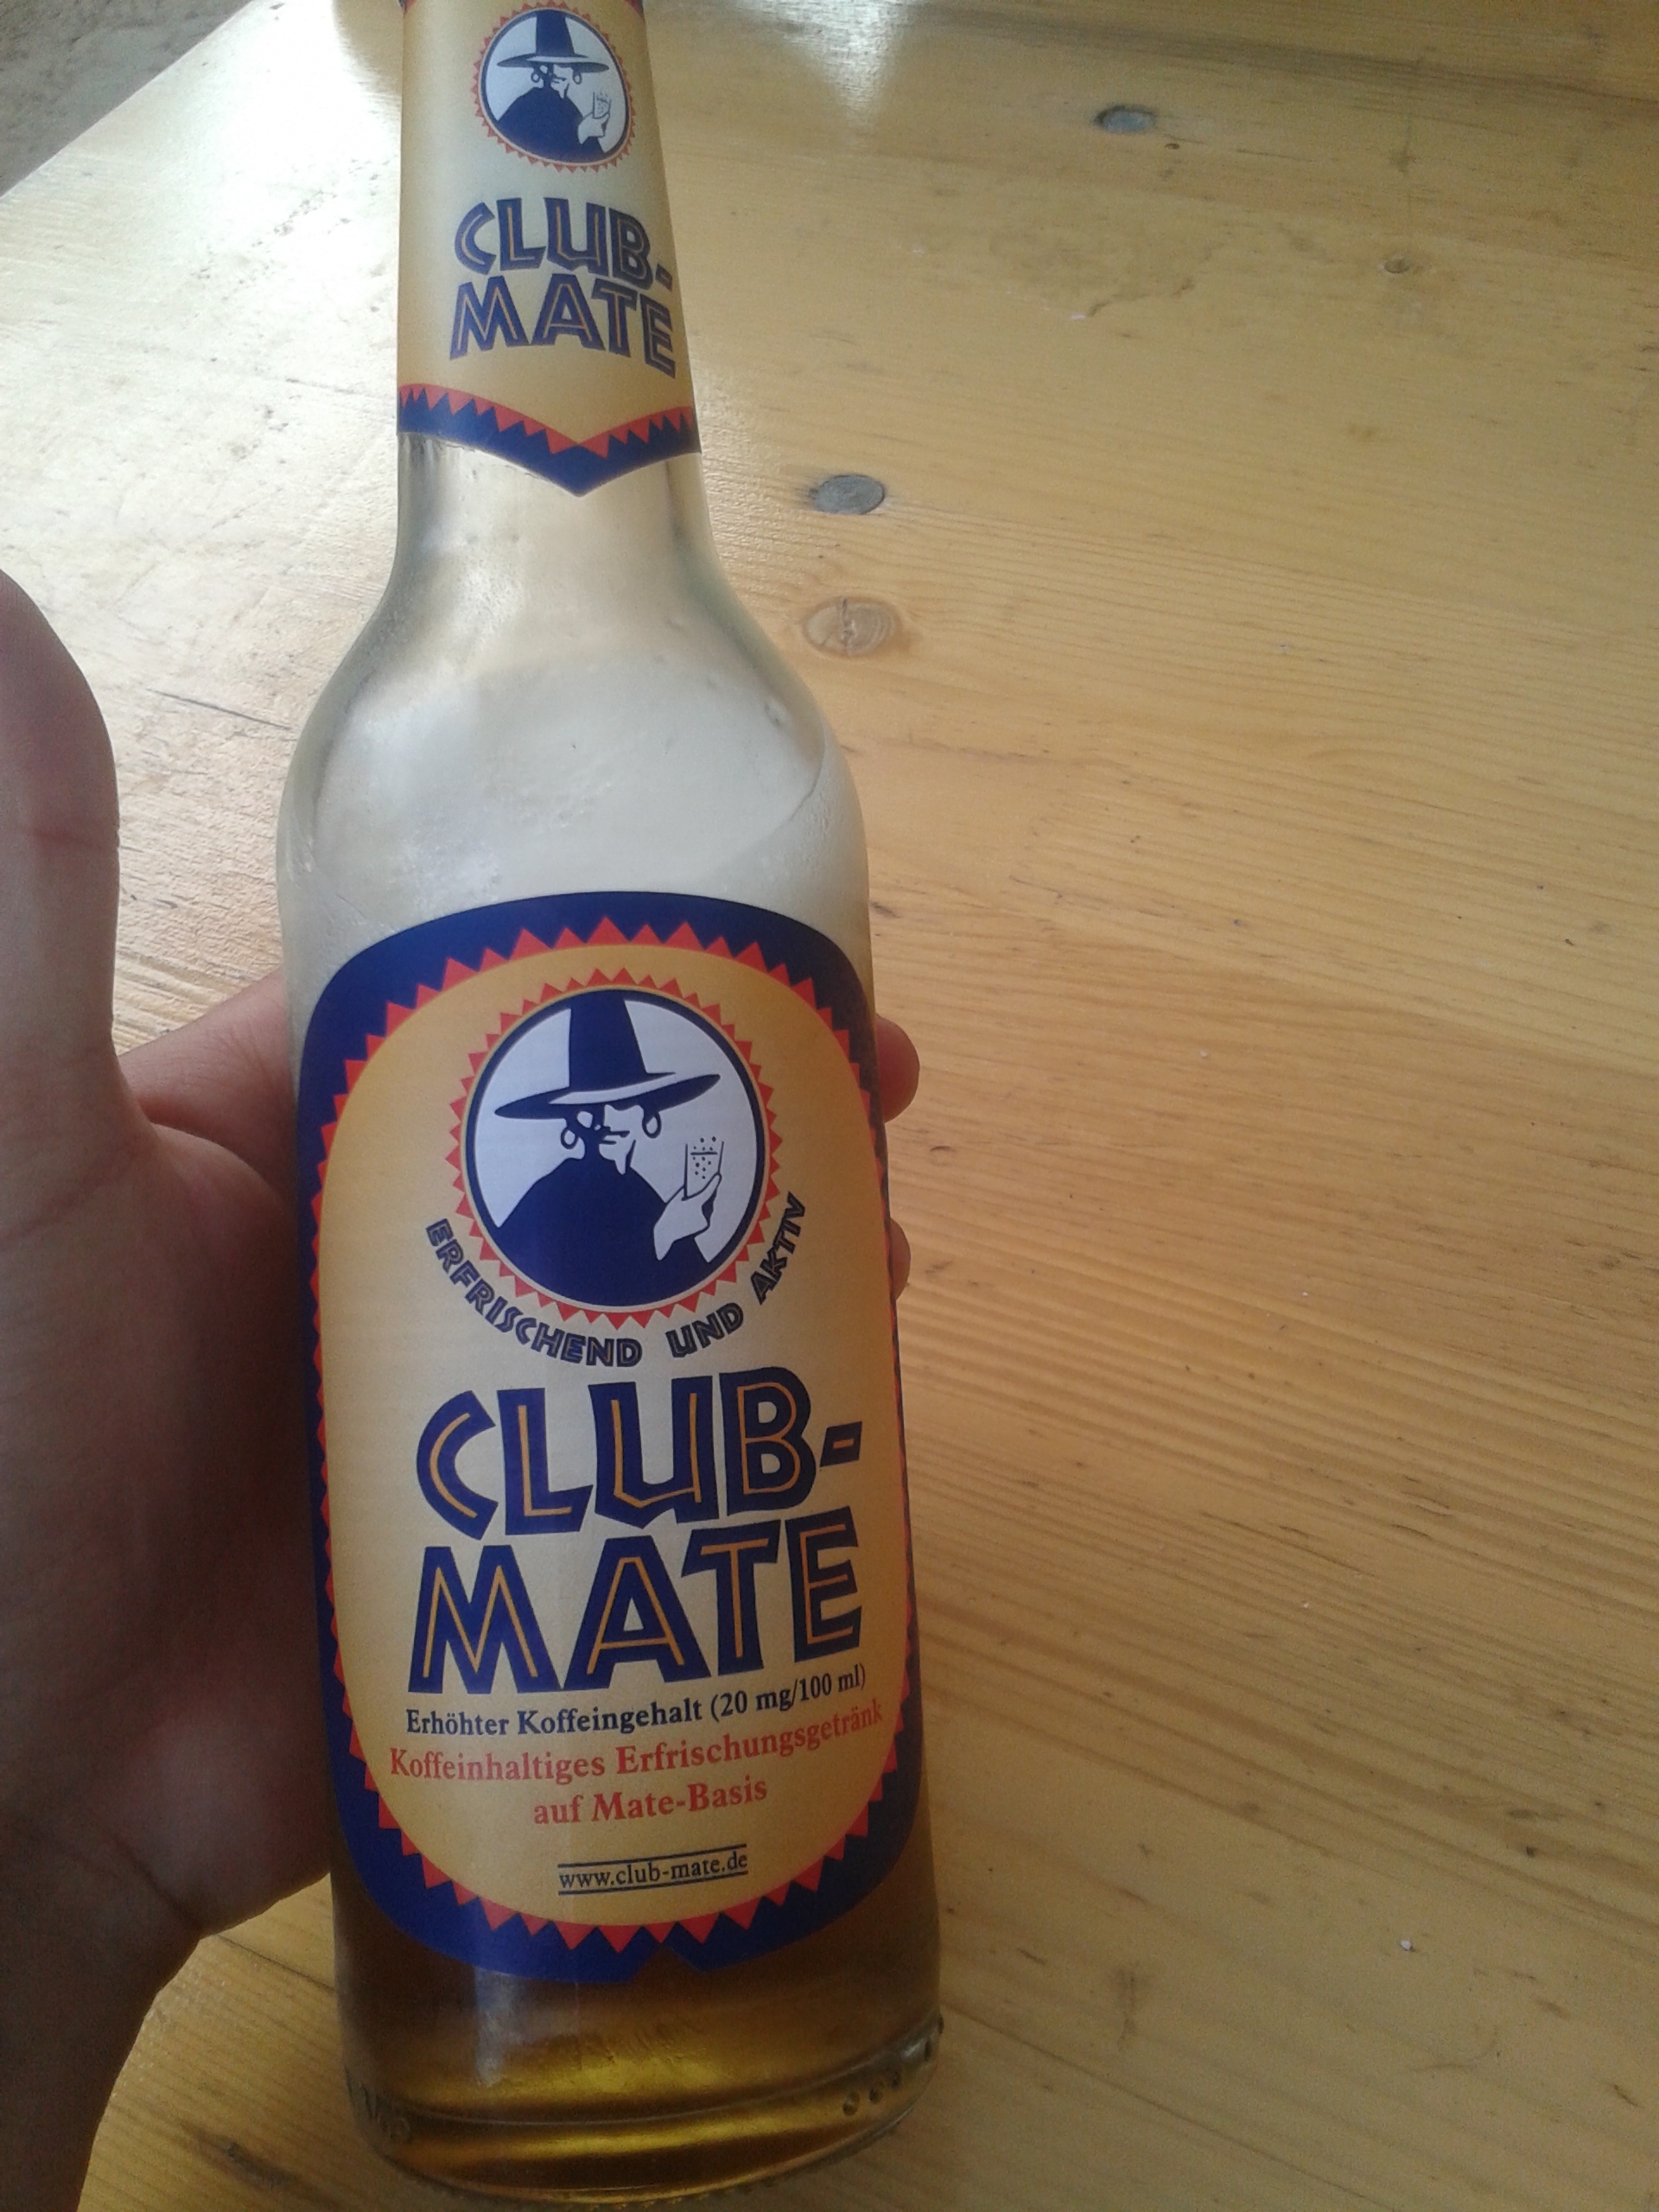 CLUB-
MATE
ERFRISCHEND UND AKTIV
CLUB-
MATE
Erhöhter Koffeingehalt (20 mg/100 ml)
Koffeinhaltiges Erfrischungsgetränk
auf Mate-Basis
www.club-mate.de